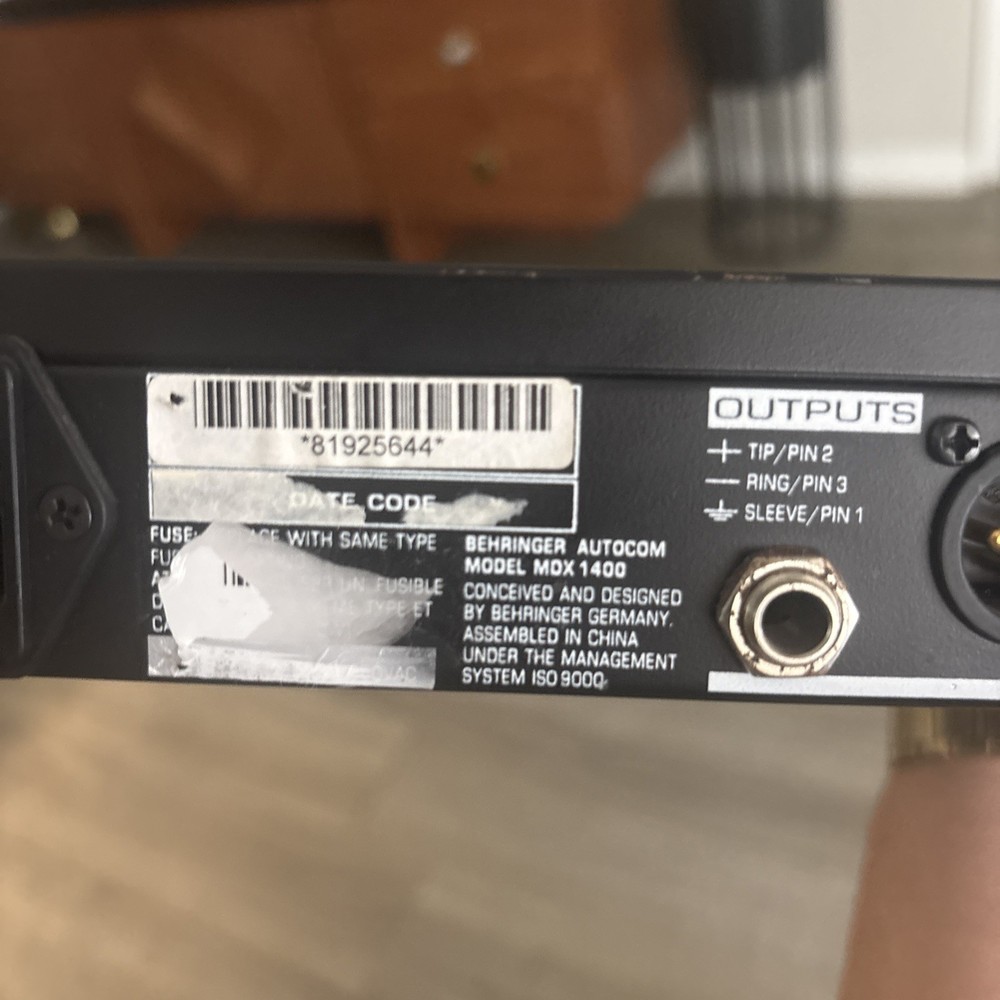 *81925644*
DATE CODE
FUSE: WITH SAME TYPE
FUSIBLE
TYPE ET
BEHRINGER AUTOCOM
MODEL MDX 1400
CONCEIVED AND DESIGNED
BY BEHRINGER GERMANY.
ASSEMBLED IN CHINA
UNDER THE MANAGEMENT
SYSTEM ISO 9000
OUTPUTS
+ TIP/PIN 2
— RING/PIN 3
⏚ SLEEVE/PIN 1